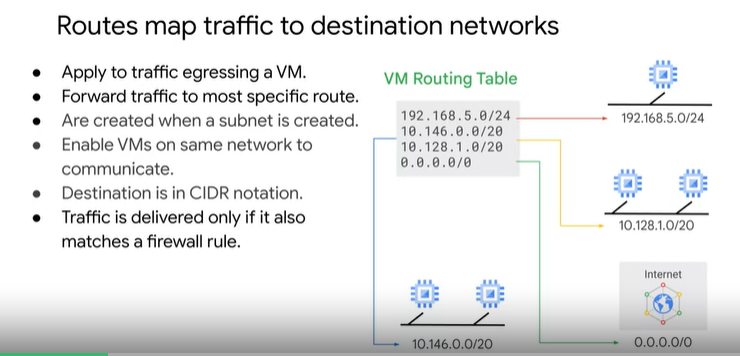 Routes map traffic to destination networks
Apply to traffic egressing a VM.
Forward traffic to most specific route.
Are created when a subnet is created.
Enable VMs on same network to
communicate.
Destination is in CIDR notation.
Traffic is delivered only if it also
matches a firewall rule.
VM Routing Table
192.168.5.0/24
10.146.0.0/20
10.128.1.0/20
0.0.0.0/0
192.168.5.0/24
10.128.1.0/20
Internet
0.0.0.0/0
10.146.0.0/20